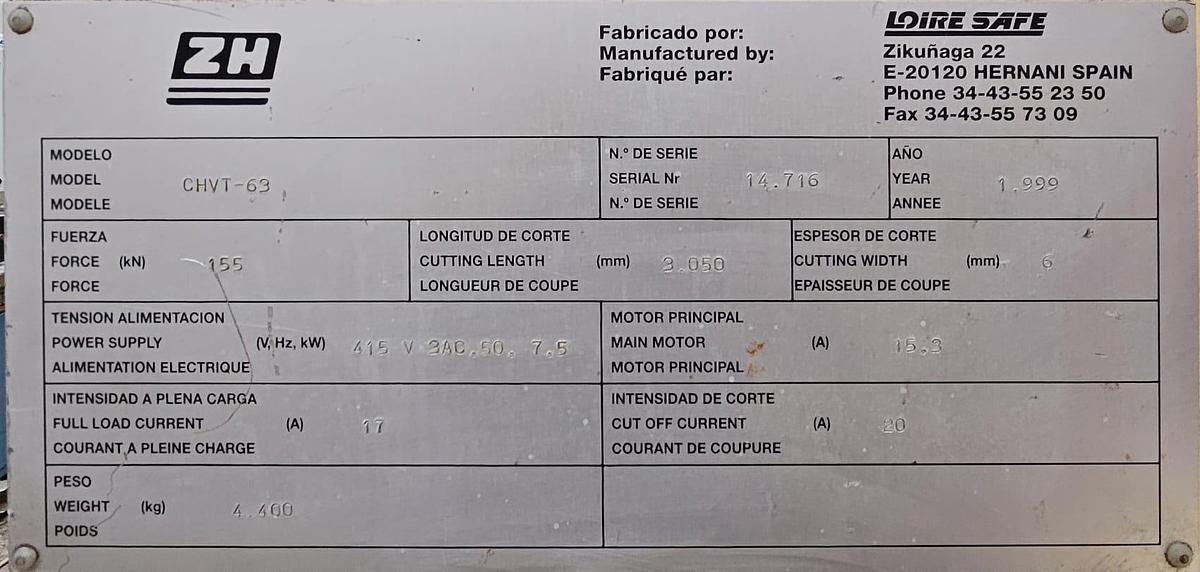 ZH
Fabricado por:
Manufactured by:
Fabriqué par:
LOIRE SAFE
Zikuñaga 22
E-20120 HERNANI SPAIN
Phone 34-43-55 23 50
Fax 34-43-55 73 09
MODELO
MODEL CHVT-63
MODELE
N.º DE SERIE
SERIAL Nr 14.716
N.º DE SERIE
AÑO
YEAR 1.999
ANNEE
FUERZA
FORCE (kN) 155
FORCE
LONGITUD DE CORTE
CUTTING LENGTH (mm) 3.050
LONGUEUR DE COUPE
ESPESOR DE CORTE
CUTTING WIDTH (mm) 6
EPAISSEUR DE COUPE
TENSION ALIMENTACION
POWER SUPPLY (V, Hz, kW) 415 V 3AC.50, 7.5
ALIMENTATION ELECTRIQUE
MOTOR PRINCIPAL
MAIN MOTOR (A) 15.3
MOTOR PRINCIPAL
INTENSIDAD A PLENA CARGA
FULL LOAD CURRENT (A) 17
COURANT A PLEINE CHARGE
INTENSIDAD DE CORTE
CUT OFF CURRENT (A) 20
COURANT DE COUPURE
PESO
WEIGHT (kg) 4.400
POIDS